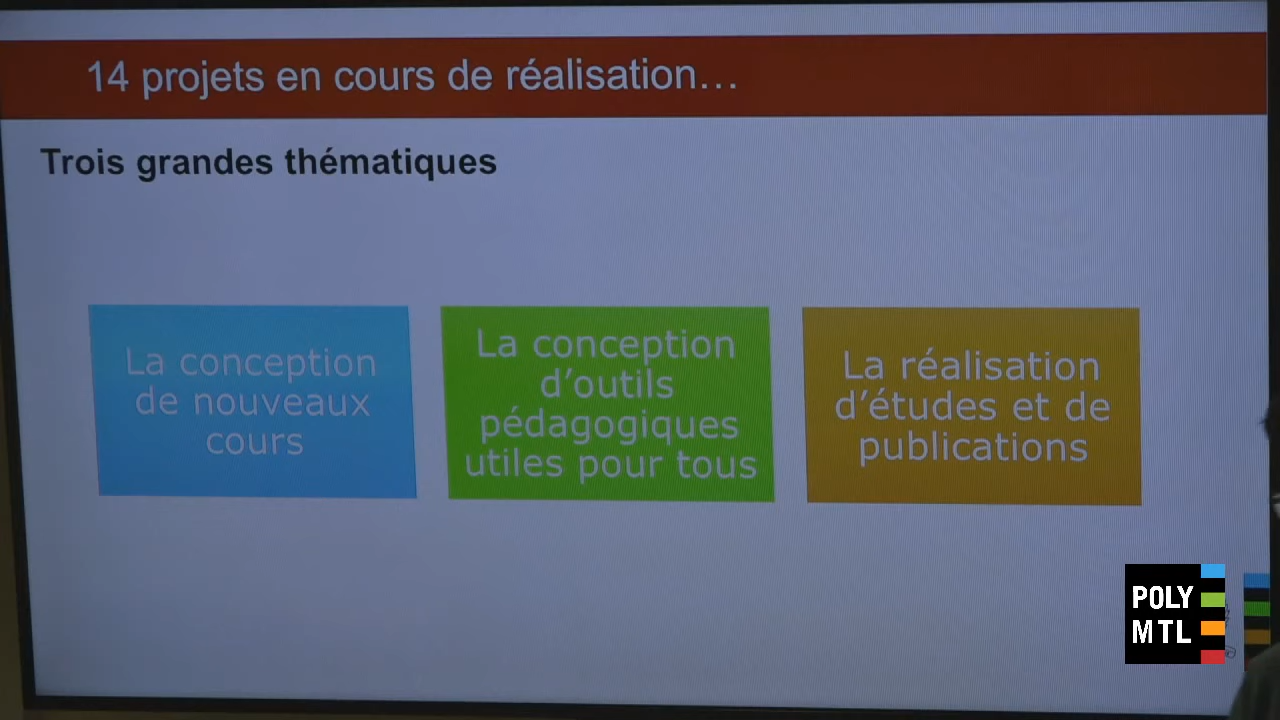 14 projets en cours de réalisation…
Trois grandes thématiques
La conception
de nouveaux
cours
La conception
d’outils
pédagogiques
utiles pour tous
La réalisation
d’études et de
publications
POLY
MTL